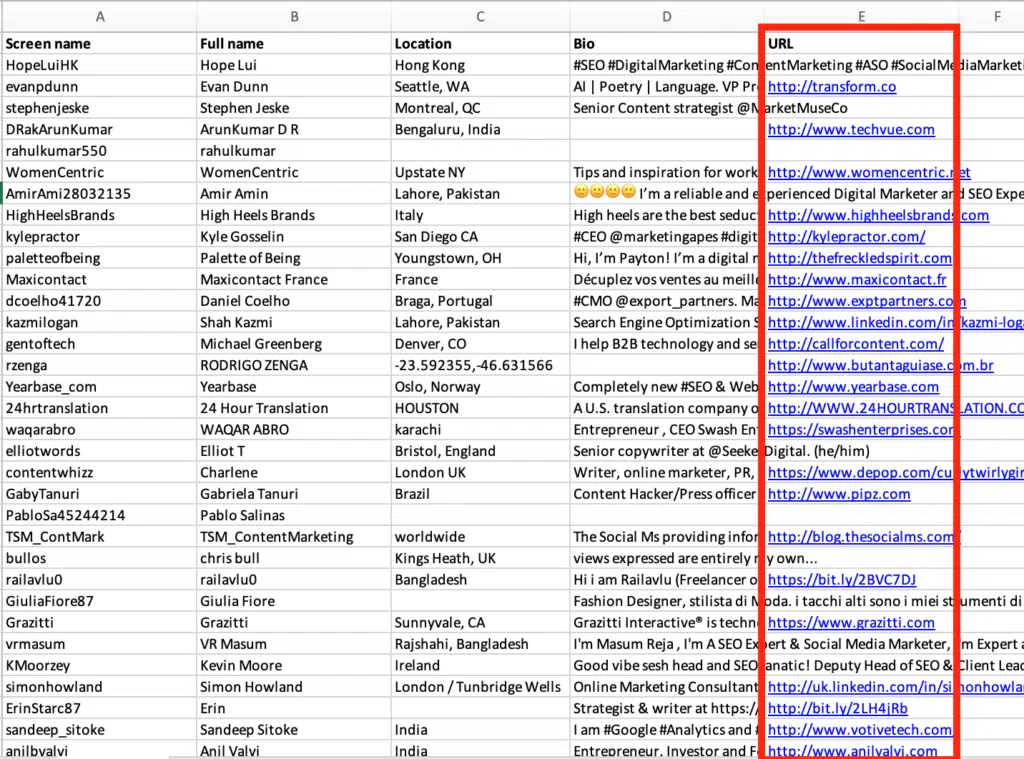 A B C D E F
Screen name Full name Location Bio URL
HopeLuiHK Hope Lui Hong Kong #SEO #DigitalMarketing #ContentMarketing #ASO #SocialMediaMarketi
evanpdunn Evan Dunn Seattle, WA AI | Poetry | Language. VP Pr http://transform.co
stephenjeske Stephen Jeske Montreal, QC Senior Content strategist @MarketMuseCo
DRakArunKumar ArunKumar D R Bengaluru, India http://www.techvue.com
rahulkumar550 rahulkumar
WomenCentric WomenCentric Upstate NY Tips and inspiration for work http://www.womencentric.net
AmirAmi28032135 Amir Amin Lahore, Pakistan 🙂🙂🙂🙂 I'm a reliable and experienced Digital Marketer and SEO Expe
HighHeelsBrands High Heels Brands Italy High heels are the best seduct http://www.highheelsbrands.com
kylepractor Kyle Gosselin San Diego CA #CEO @marketingapes #digit http://kylepractor.com/
paletteofbeing Palette of Being Youngstown, OH Hi, I'm Payton! I'm a digital m http://thefreckledspirit.com
Maxicontact Maxicontact France France Décuplez vos ventes au meille http://www.maxicontact.fr
dcoelho41720 Daniel Coelho Braga, Portugal #CMO @export_partners. Ma http://www.exptpartners.com
kazmilogan Shah Kazmi Lahore, Pakistan Search Engine Optimization S http://www.linkedin.com/in/kazmi-loga
gentoftech Michael Greenberg Denver, CO I help B2B technology and se http://callforcontent.com/
rzenga RODRIGO ZENGA -23.592355,-46.631566 http://www.butantaguiase.com.br
Yearbase_com Yearbase Oslo, Norway Completely new #SEO & Web http://www.yearbase.com
24hrtranslation 24 Hour Translation HOUSTON A U.S. translation company o http://WWW.24HOURTRANSLATION.CO
waqarabro WAQAR ABRO karachi Entrepreneur , CEO Swash Ent https://swashenterprises.com
elliotwords Elliot T Bristol, England Senior copywriter at @SeekerDigital. (he/him)
contentwhizz Charlene London UK Writer, online marketer, PR, https://www.depop.com/curlytwirlygir
GabyTanuri Gabriela Tanuri Brazil Content Hacker/Press officer http://www.pipz.com
PabloSa45244214 Pablo Salinas
TSM_ContMark TSM_ContentMarketing worldwide The Social Ms providing infor http://blog.thesocialms.com/
bullos chris bull Kings Heath, UK views expressed are entirely my own...
railavlu0 railavlu0 Bangladesh Hi i am Railavlu (Freelancer o https://bit.ly/2BVC7DJ
GiuliaFiore87 Giulia Fiore Fashion Designer, stilista di Moda. i tacchi alti sono i miei strumenti di
Grazitti Grazitti Sunnyvale, CA Grazitti Interactive® is techn https://www.grazitti.com
vrmasum VR Masum Rajshahi, Bangladesh I'm Masum Reja , I'm A SEO Expert & Social Media Marketer, I'm Expert a
KMoorzey Kevin Moore Ireland Good vibe sesh head and SEO fanatic! Deputy Head of SEO & Client Lead
simonhowland Simon Howland London / Tunbridge Wells Online Marketing Consultant http://uk.linkedin.com/in/simonhowlan
ErinStarc87 Erin Strategist & writer at https:/ http://bit.ly/2LH4jRb
sandeep_sitoke Sandeep Sitoke India I am #Google #Analytics and # http://www.votivetech.com
anilbvalvi Anil Valvi India Entrepreneur, Investor and Fo http://www.anilvalvi.com